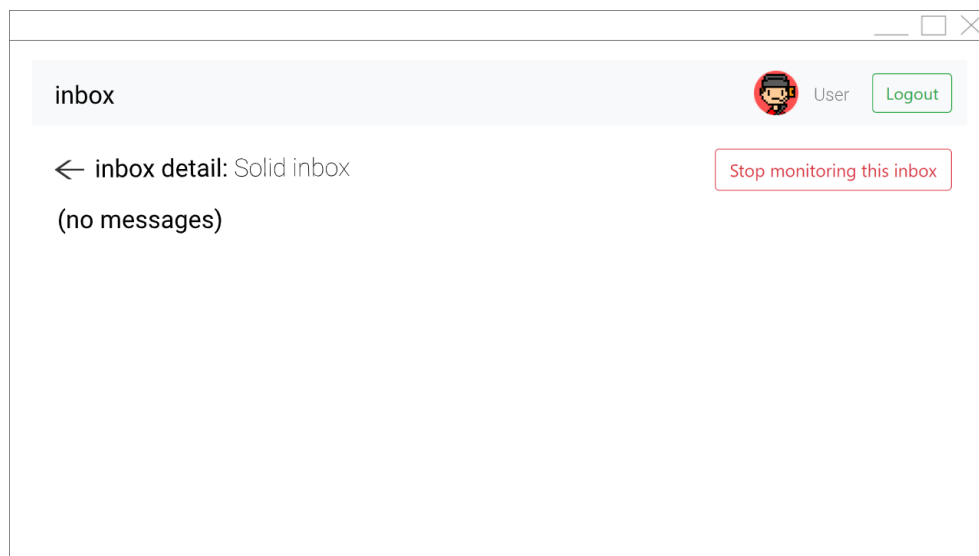 inbox
User
Logout
inbox detail: Solid inbox
Stop monitoring this inbox
(no messages)